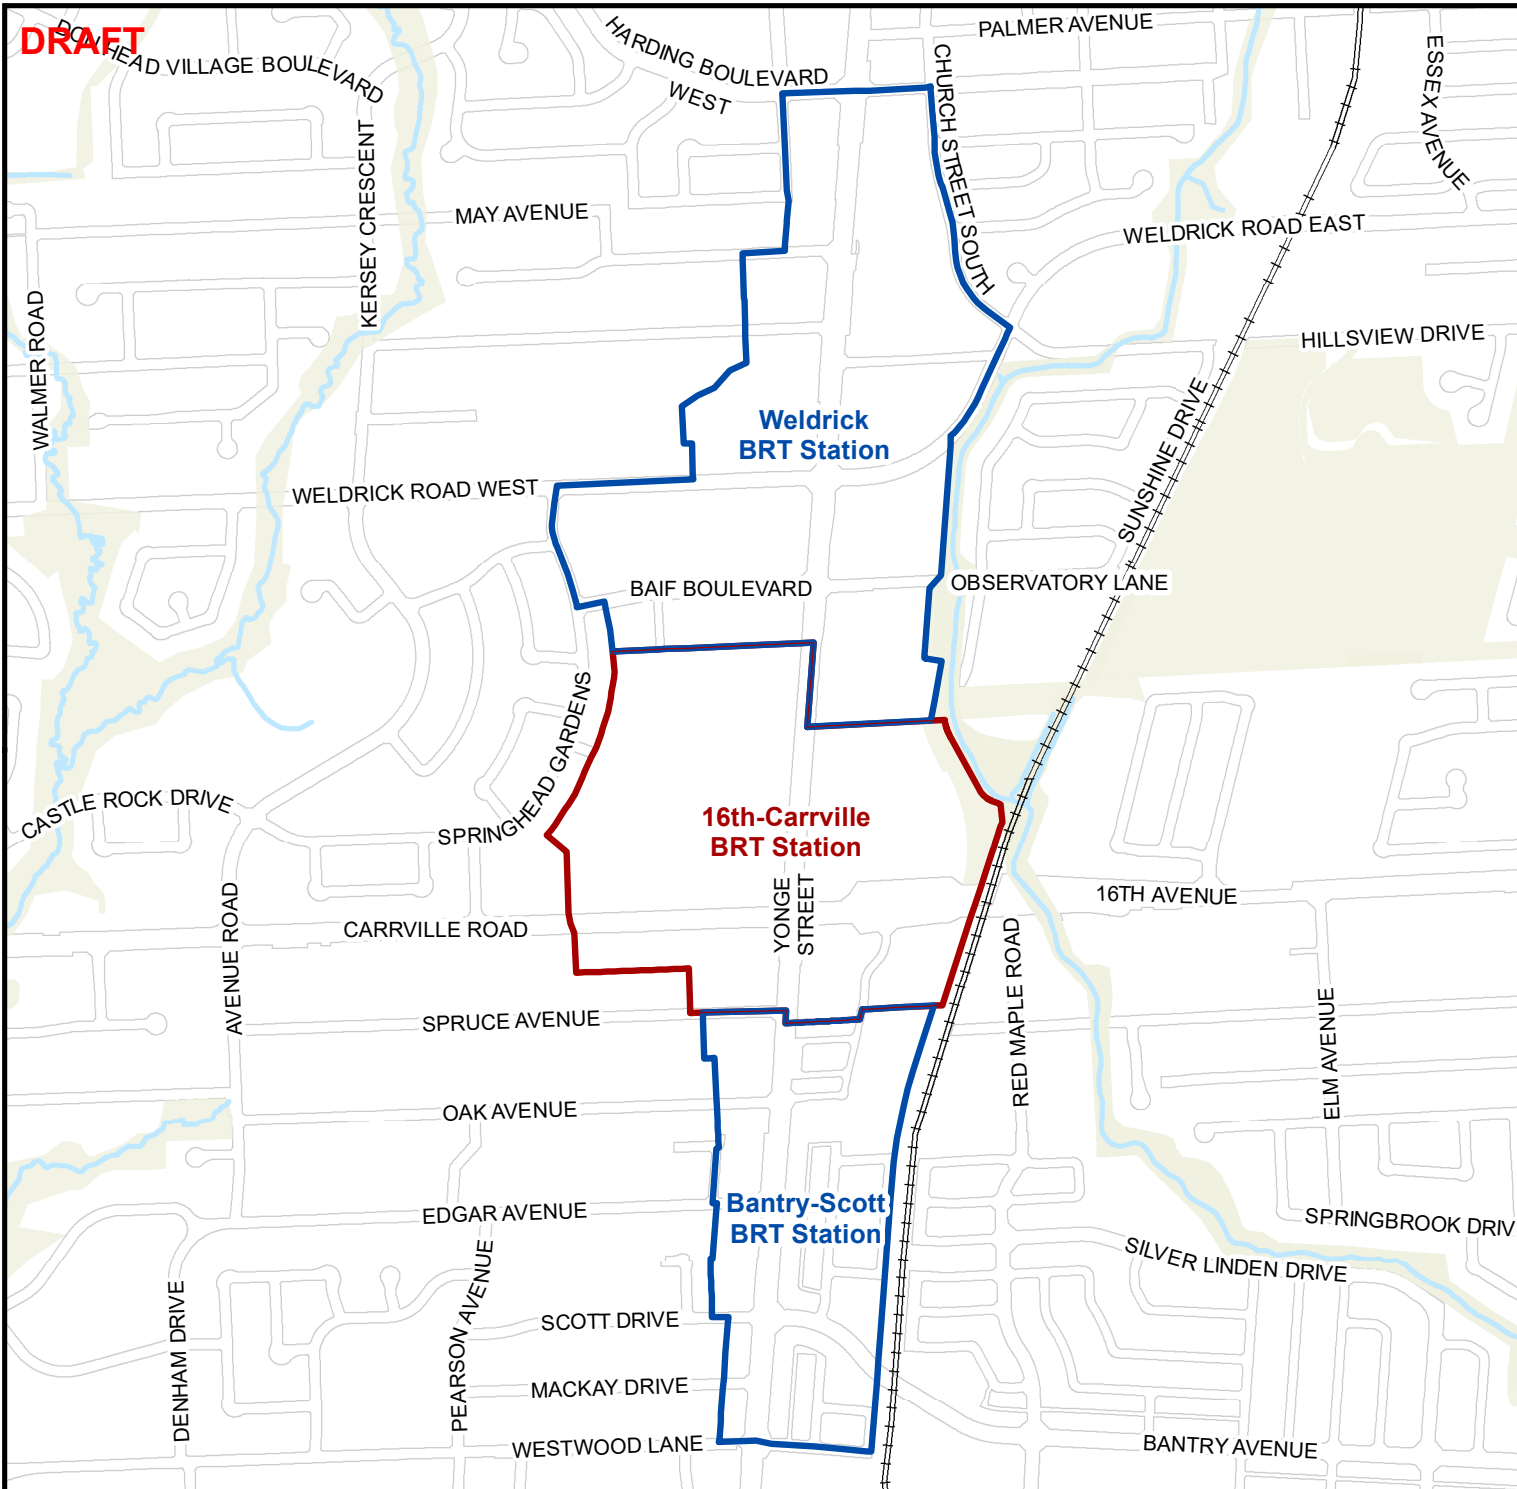 DRAFT
DON HEAD VILLAGE BOULEVARD
HARDING BOULEVARD
WEST
PALMER AVENUE
CHURCH STREET SOUTH
ESSEX AVENUE
KERSEY CRESCENT
MAY AVENUE
WELDRICK ROAD EAST
WALMER ROAD
HILLSVIEW DRIVE
SUNSHINE DRIVE
Weldrick
BRT Station
WELDRICK ROAD WEST
BAIF BOULEVARD
OBSERVATORY LANE
SPRINGHEAD GARDENS
CASTLE ROCK DRIVE
16th-Carrville
BRT Station
YONGE
STREET
16TH AVENUE
AVENUE ROAD
CARRVILLE ROAD
RED MAPLE ROAD
ELM AVENUE
SPRUCE AVENUE
OAK AVENUE
EDGAR AVENUE
Bantry-Scott
BRT Station
SPRINGBROOK DRIV
SILVER LINDEN DRIVE
DENHAM DRIVE
PEARSON AVENUE
SCOTT DRIVE
MACKAY DRIVE
WESTWOOD LANE
BANTRY AVENUE